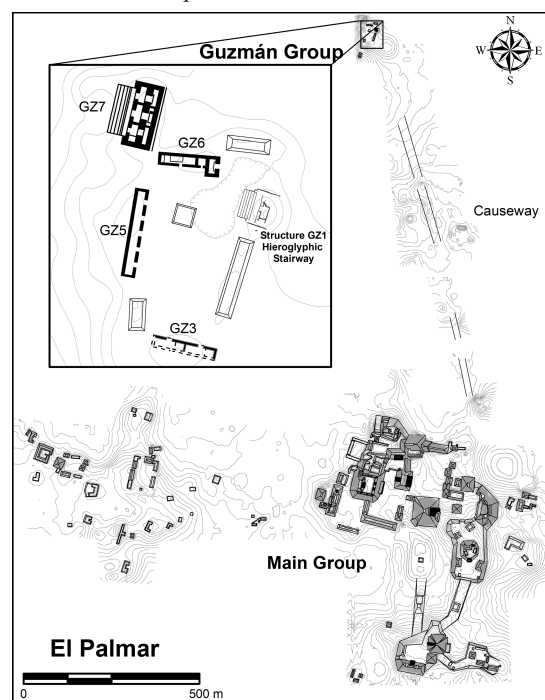 Guzmán Group
N
W
E
S
GZ7
GZ6
GZ5
Structure GZ1
Hieroglyphic
Stairway
GZ3
Causeway
Main Group
El Palmar
0
500 m